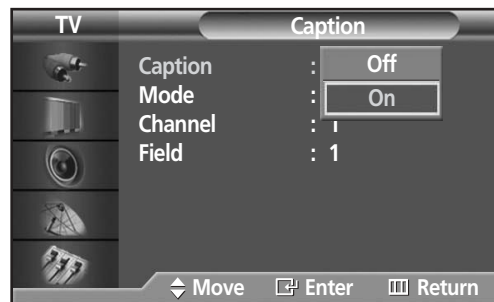 TV Caption
Caption : Off
Mode : On
Channel : 1
Field : 1
Move Enter Return